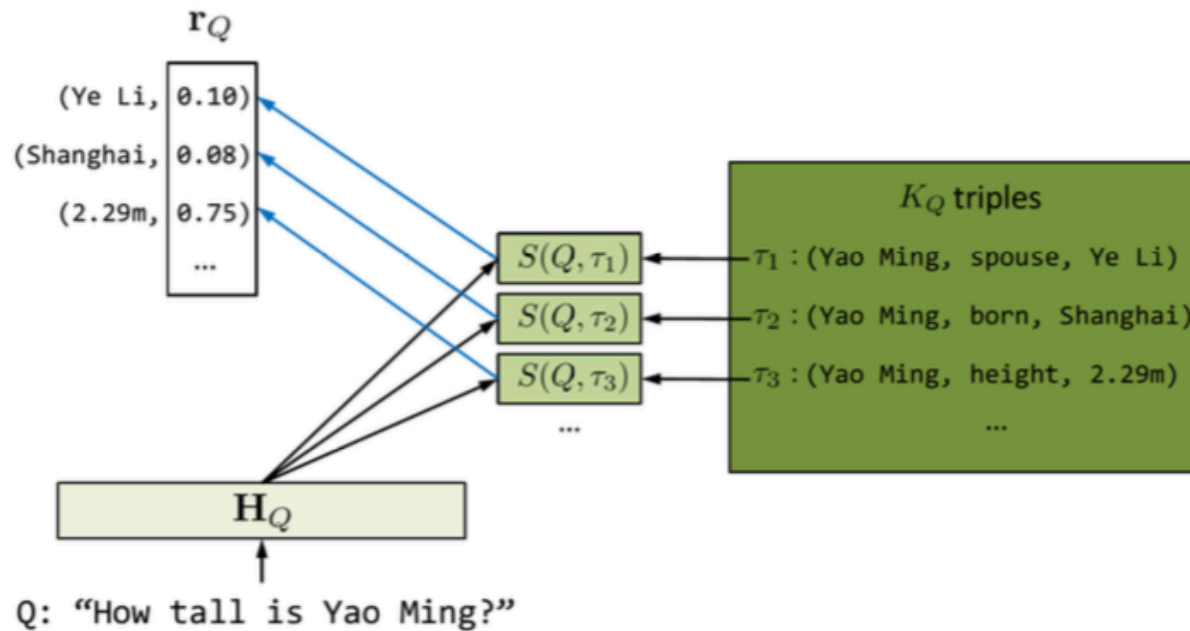 r_Q
(Ye Li, 0.10)
(Shanghai, 0.08)
(2.29m, 0.75)
...
K_Q triples
S(Q, τ₁)
τ₁ : (Yao Ming, spouse, Ye Li)
S(Q, τ₂)
τ₂ : (Yao Ming, born, Shanghai)
S(Q, τ₃)
τ₃ : (Yao Ming, height, 2.29m)
...
...
H_Q
Q: “How tall is Yao Ming?”